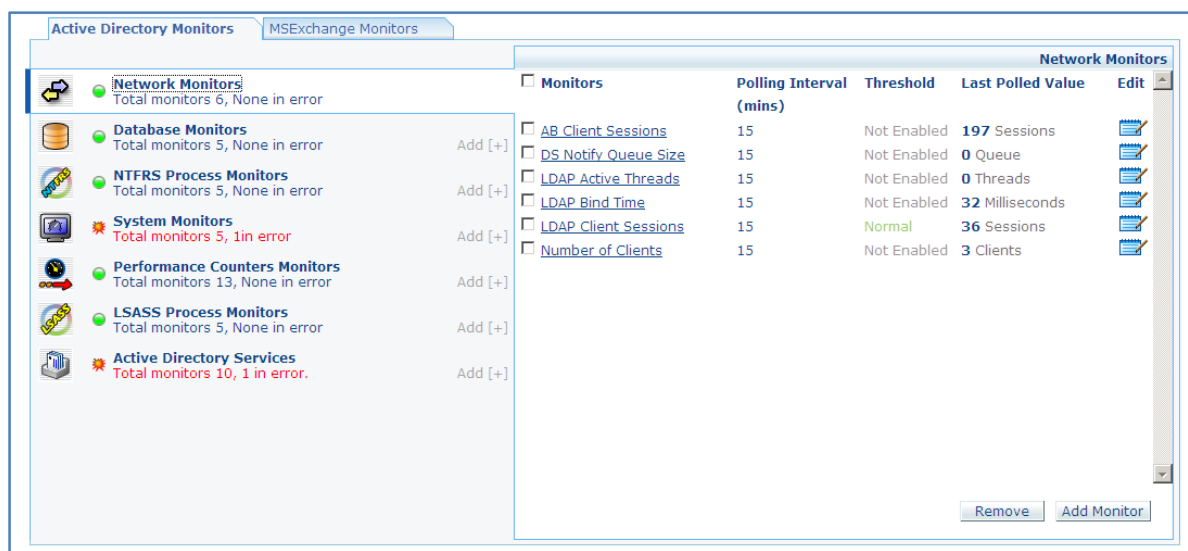 Active Directory Monitors
MSExchange Monitors
Network Monitors
Total monitors 6, None in error
Database Monitors
Total monitors 5, None in error
Add [+]
NTFRS Process Monitors
Total monitors 5, None in error
Add [+]
System Monitors
Total monitors 5, 1in error
Add [+]
Performance Counters Monitors
Total monitors 13, None in error
Add [+]
LSASS Process Monitors
Total monitors 5, None in error
Add [+]
Active Directory Services
Total monitors 10, 1 in error.
Add [+]
NTFRS
LSASS
Network Monitors
Monitors Polling Interval (mins) Threshold Last Polled Value Edit
AB Client Sessions 15 Not Enabled 197 Sessions
DS Notify Queue Size 15 Not Enabled 0 Queue
LDAP Active Threads 15 Not Enabled 0 Threads
LDAP Bind Time 15 Not Enabled 32 Milliseconds
LDAP Client Sessions 15 Normal 36 Sessions
Number of Clients 15 Not Enabled 3 Clients
Remove Add Monitor